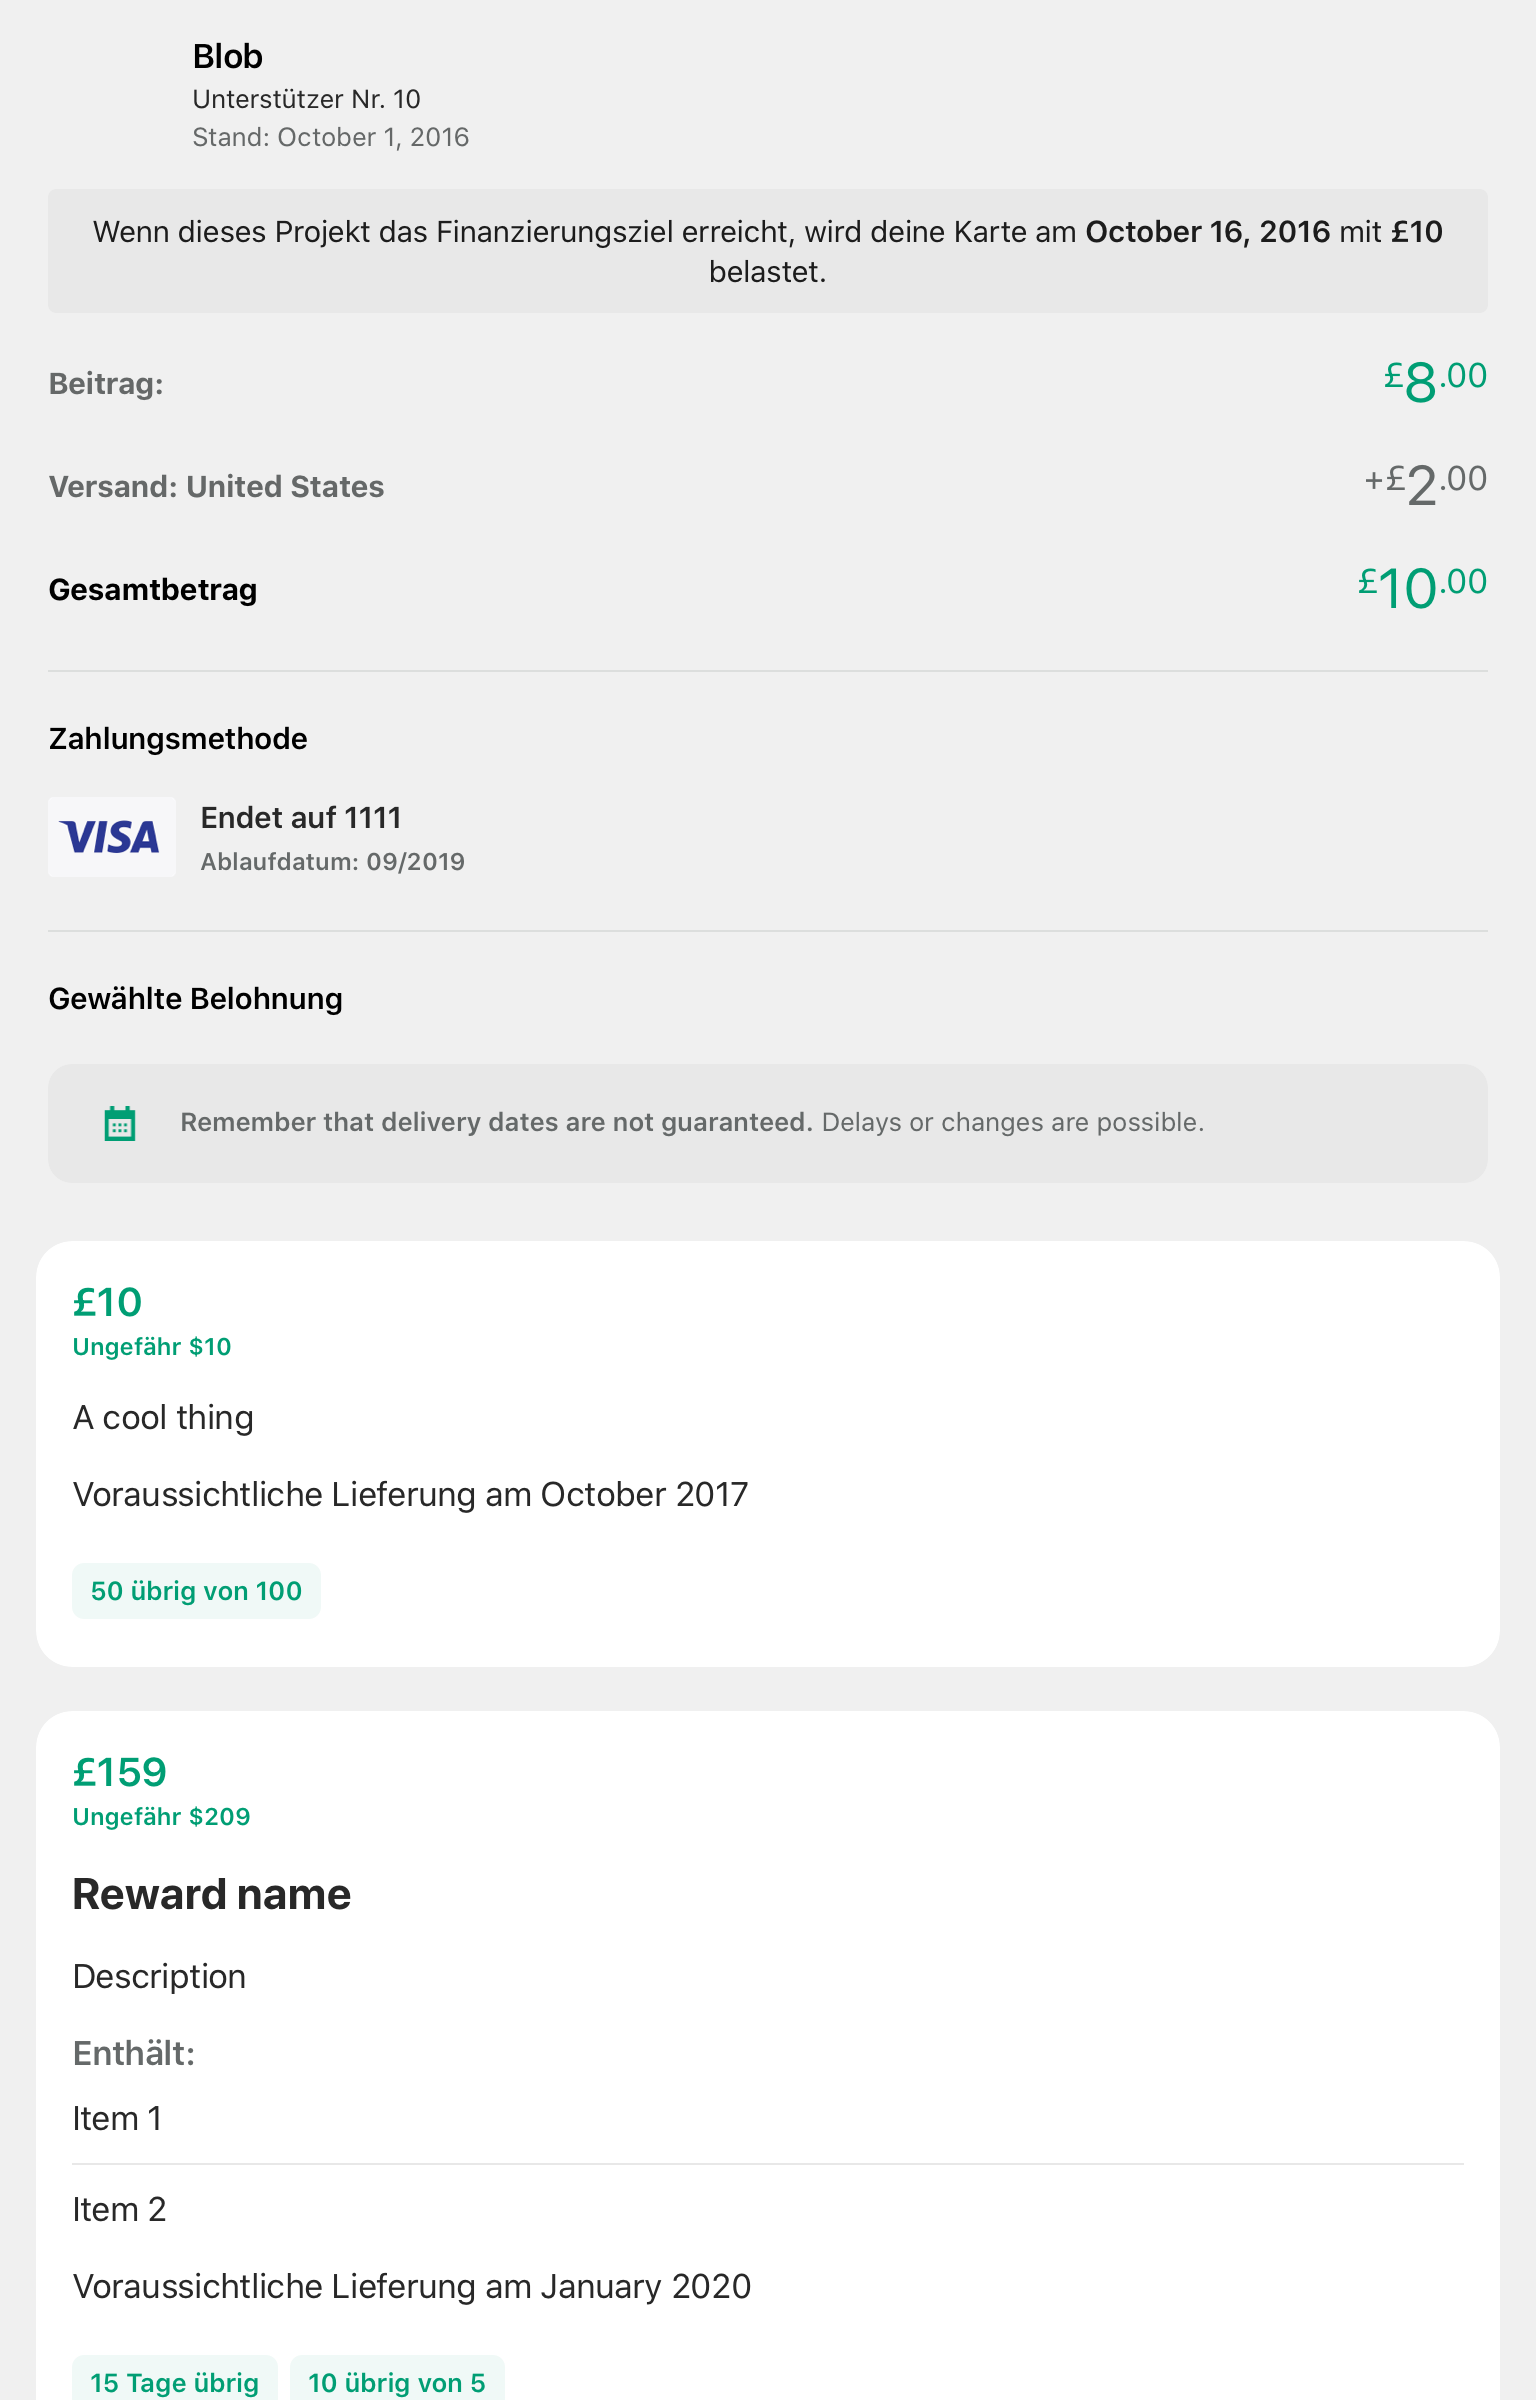 Blob
Unterstützer Nr. 10
Stand: October 1, 2016
Wenn dieses Projekt das Finanzierungsziel erreicht, wird deine Karte am October 16, 2016 mit £10
belastet.
Beitrag: £8.00
Versand: United States +£2.00
Gesamtbetrag £10.00
Zahlungsmethode
VISA
Endet auf 1111
Ablaufdatum: 09/2019
Gewählte Belohnung
Remember that delivery dates are not guaranteed. Delays or changes are possible.
£10
Ungefähr $10
A cool thing
Voraussichtliche Lieferung am October 2017
50 übrig von 100
£159
Ungefähr $209
Reward name
Description
Enthält:
Item 1
Item 2
Voraussichtliche Lieferung am January 2020
15 Tage übrig 10 übrig von 5